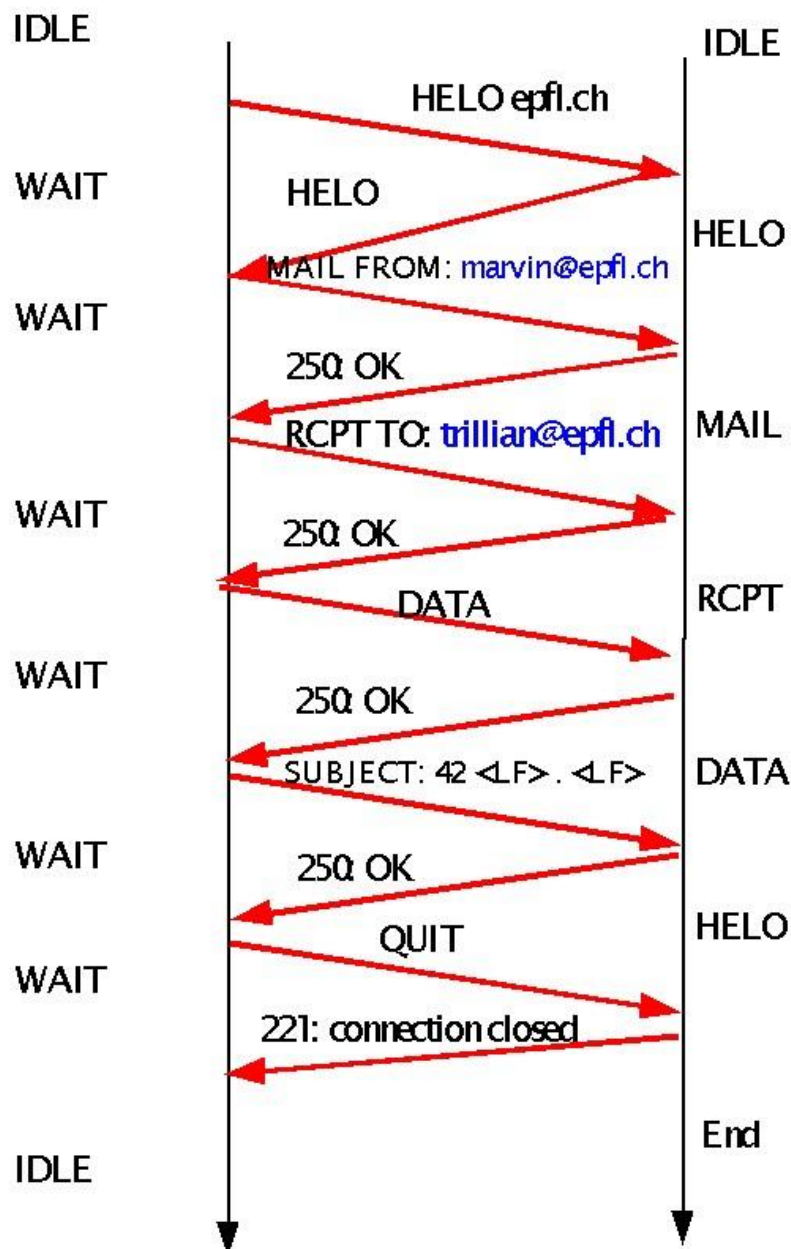 IDLE
IDLE
HELO epfl.ch
WAIT
HELO
HELO
MAIL FROM: marvin@epfl.ch
WAIT
250: OK
RCPT TO: trillian@epfl.ch
MAIL
WAIT
250: OK
DATA
RCPT
WAIT
250: OK
SUBJECT: 42 <LF> . <LF>
DATA
WAIT
250: OK
HELO
QUIT
WAIT
221: connection closed
End
IDLE